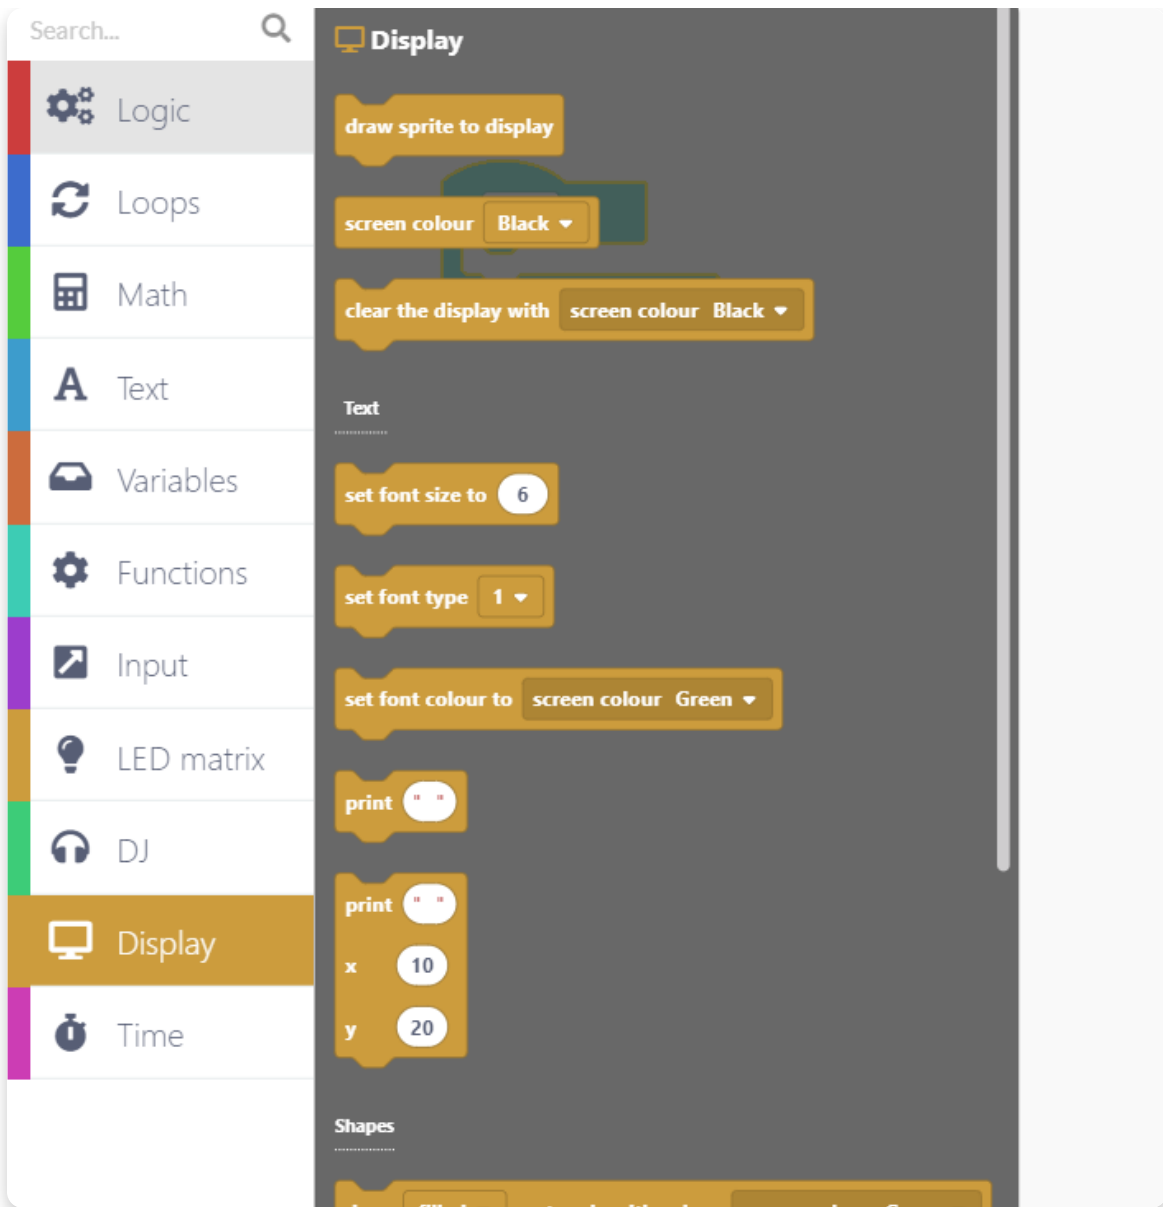 Search...
Logic
Loops
Math
Text
Variables
Functions
Input
LED matrix
DJ
Display
Time
Display
draw sprite to display
screen colour Black
clear the display with screen colour Black
Text
set font size to 6
set font type 1
set font colour to screen colour Green
print " "
print " "
x 10
y 20
Shapes